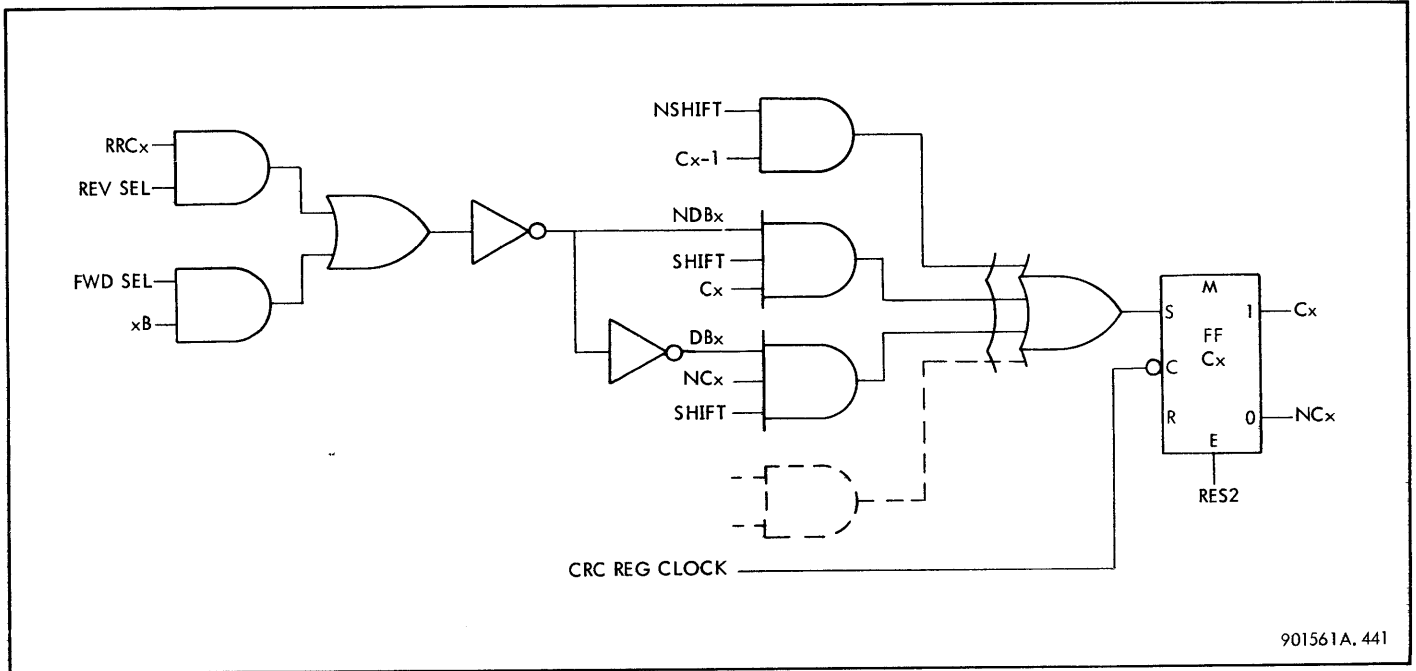 RRCx
REV SEL
FWD SEL
xB
NSHIFT
Cx-1
NDBx
SHIFT
Cx
DBx
NCx
SHIFT
CRC REG CLOCK
M
S
1
FF
Cx
C
R
0
E
Cx
NCx
RES2
901561A. 441